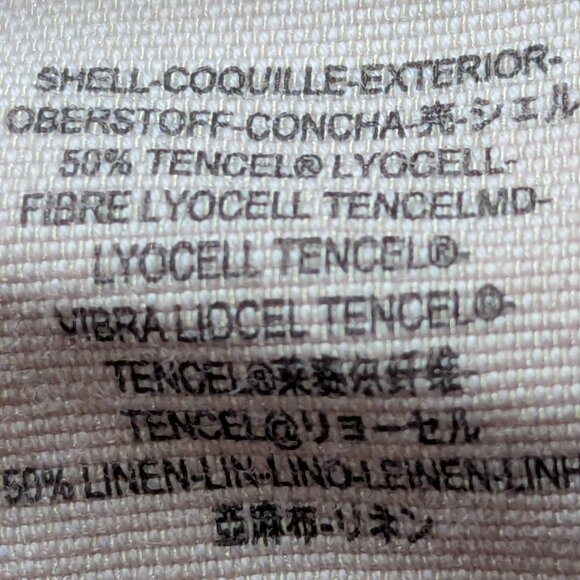 SHELL-COQUILLE-EXTERIOR-
OBERSTOFF-CONCHA-壳-シェル
50% TENCEL® LYOCELL-
FIBRE LYOCELL TENCELMD-
LYOCELL TENCEL®-
VIBRA LIOCEL TENCEL®-
TENCEL®莱赛尔纤维-
TENCEL@リヨーセル
50% LINEN-LIN-LINO-LEINEN-LINH
亞麻布-リネン